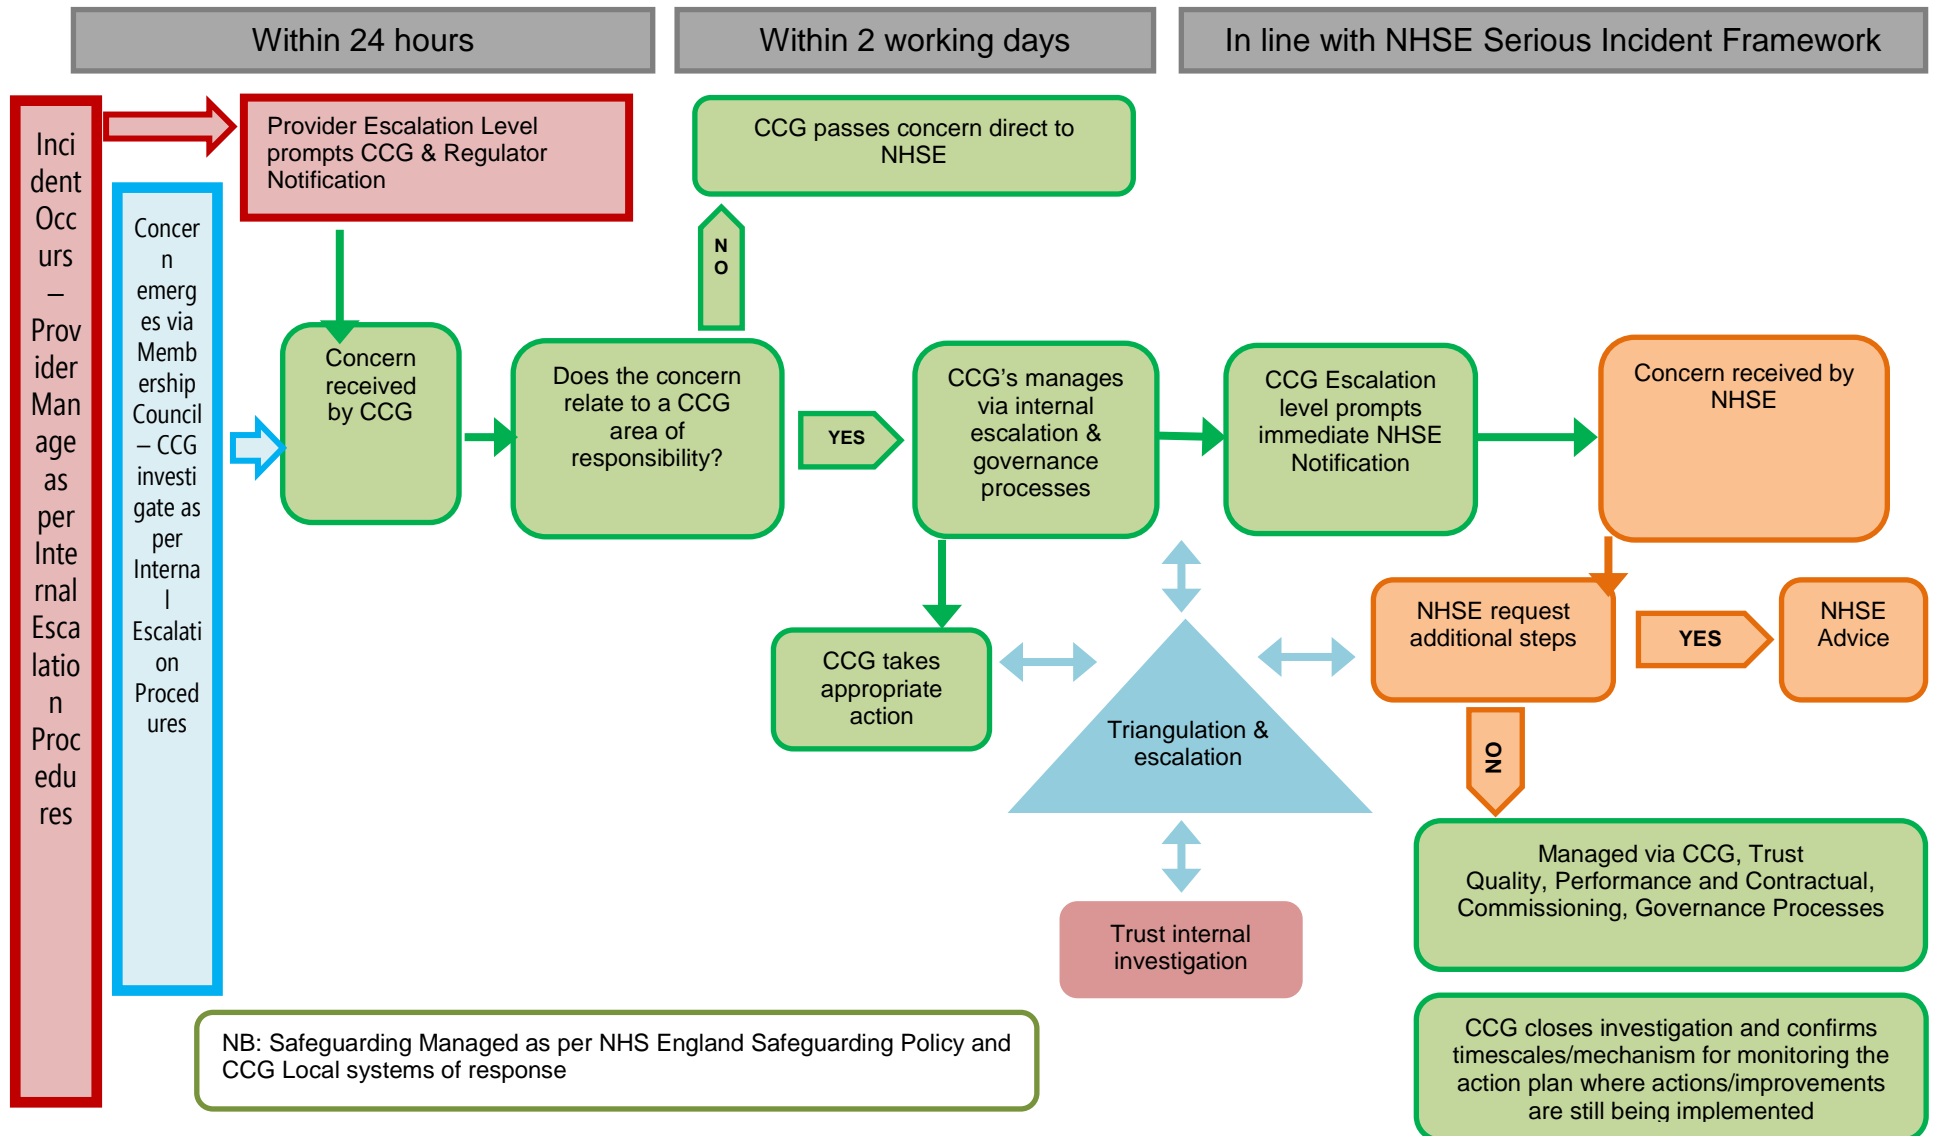 Within 24 hours
Within 2 working days
In line with NHSE Serious Incident Framework
Inci
dent
Occ
urs
–
Prov
ider
Man
age
as
per
Inte
rnal
Esca
latio
n
Proc
edu
res
Concer
n
emerg
es via
Memb
ership
Council
– CCG
investi
gate as
per
Interna
l
Escalati
on
Proced
ures
Provider Escalation Level
prompts CCG & Regulator
Notification
CCG passes concern direct to
NHSE
N
O
Concern
received
by CCG
Does the concern
relate to a CCG
area of
responsibility?
YES
CCG’s manages
via internal
escalation &
governance
processes
CCG Escalation
level prompts
immediate NHSE
Notification
Concern received by
NHSE
CCG takes
appropriate
action
Triangulation &
escalation
NHSE request
additional steps
YES
NHSE
Advice
NO
Trust internal
investigation
Managed via CCG, Trust
Quality, Performance and Contractual,
Commissioning, Governance Processes
CCG closes investigation and confirms
timescales/mechanism for monitoring the
action plan where actions/improvements
are still being implemented
NB: Safeguarding Managed as per NHS England Safeguarding Policy and
CCG Local systems of response